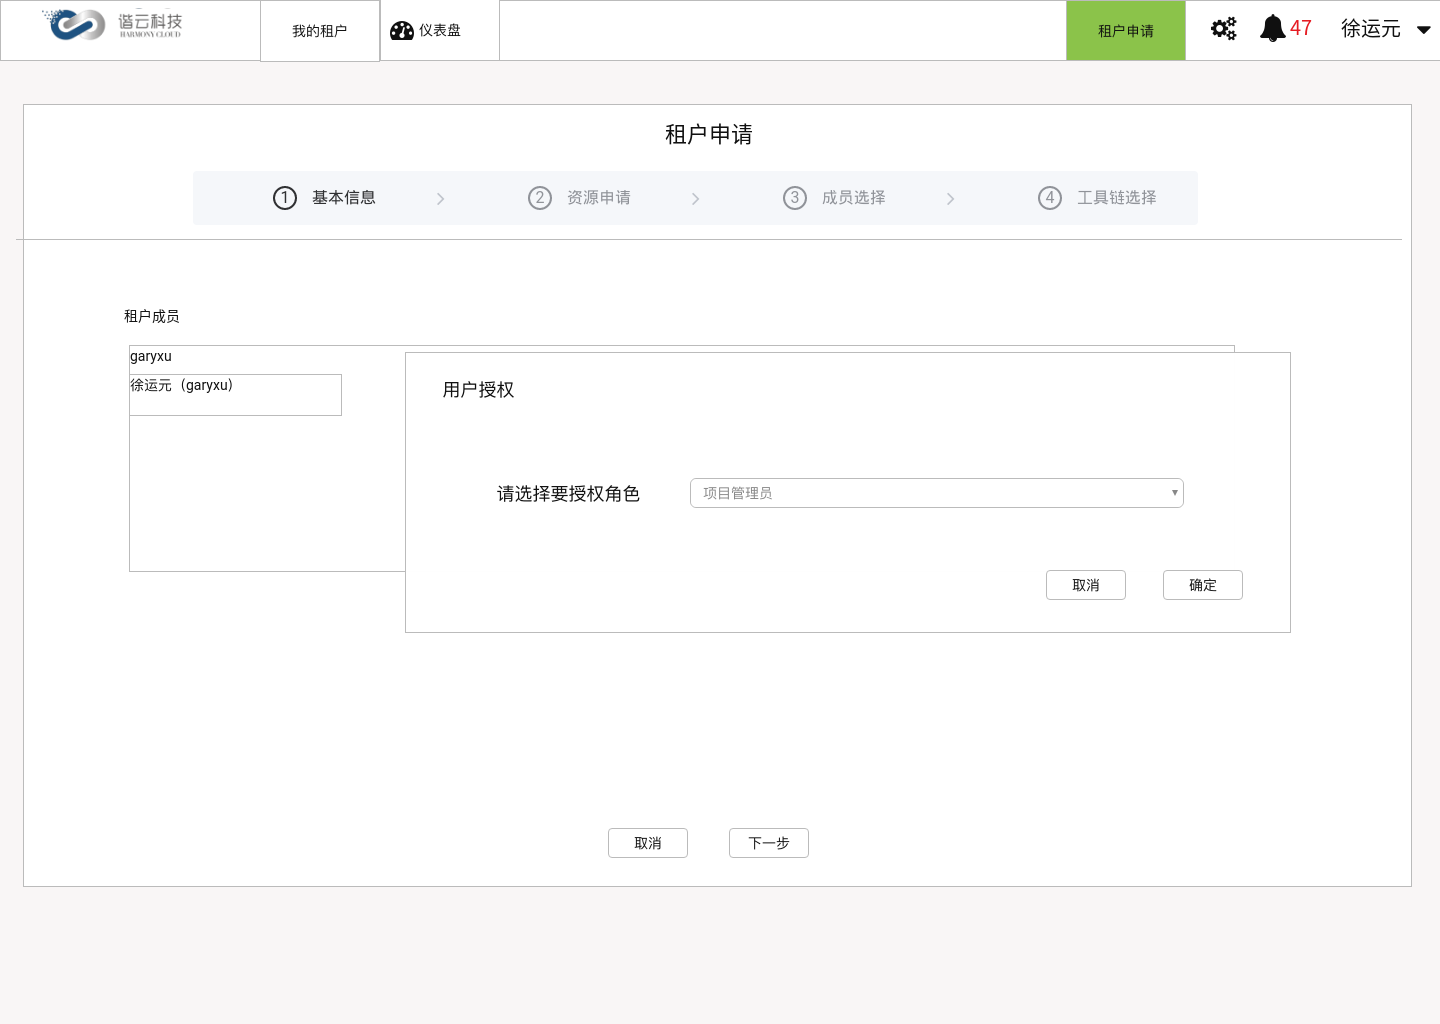 谐云科技
HARMONY CLOUD
我的租户
仪表盘
租户申请
47
徐运元
租户申请
1 基本信息
2 资源申请
3 成员选择
4 工具链选择
租户成员
garyxu
徐运元（garyxu）
用户授权
请选择要授权角色
项目管理员
取消
确定
取消
下一步